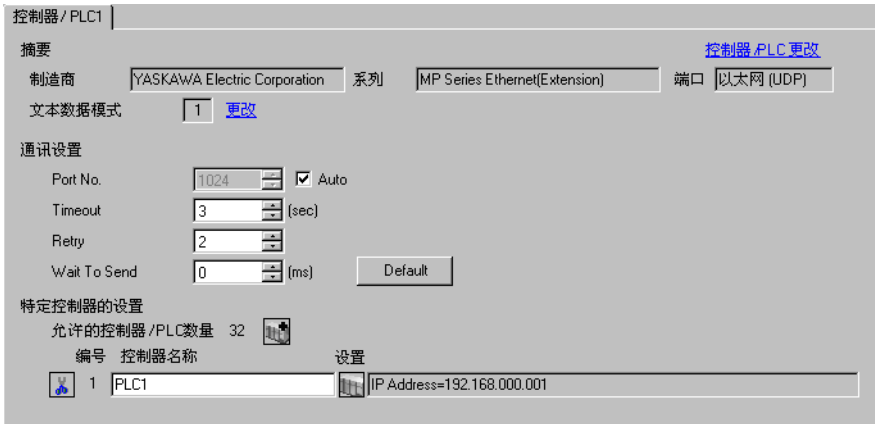 控制器/PLC1
摘要 控制器/PLC更改
制造商 YASKAWA Electric Corporation 系列 MP Series Ethernet(Extension) 端口 以太网 (UDP)
文本数据模式 1 更改
通讯设置
Port No. 1024 Auto
Timeout 3 (sec)
Retry 2
Wait To Send 0 (ms) Default
特定控制器的设置
允许的控制器/PLC数量 32
编号 控制器名称 设置
1 PLC1 IP Address=192.168.000.001